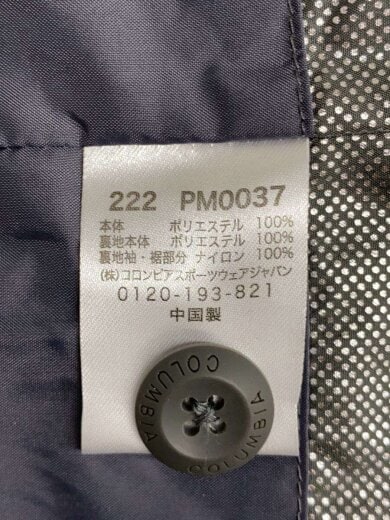 222 PM0037
本体 ポリエステル 100%
裏地本体 ポリエステル 100%
裏地袖・裾部分 ナイロン 100%
(株)コロンビアスポーツウェアジャパン
0120-193-821
中国製
COLUMBIA
COLUMBIA